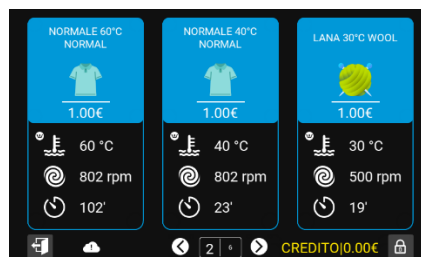 NORMALE 60°C
NORMAL
1.00€
60 °C
802 rpm
102'
NORMALE 40°C
NORMAL
1.00€
40 °C
802 rpm
23'
LANA 30°C WOOL
1.00€
30 °C
500 rpm
19'
2 6
CREDITO|0.00€